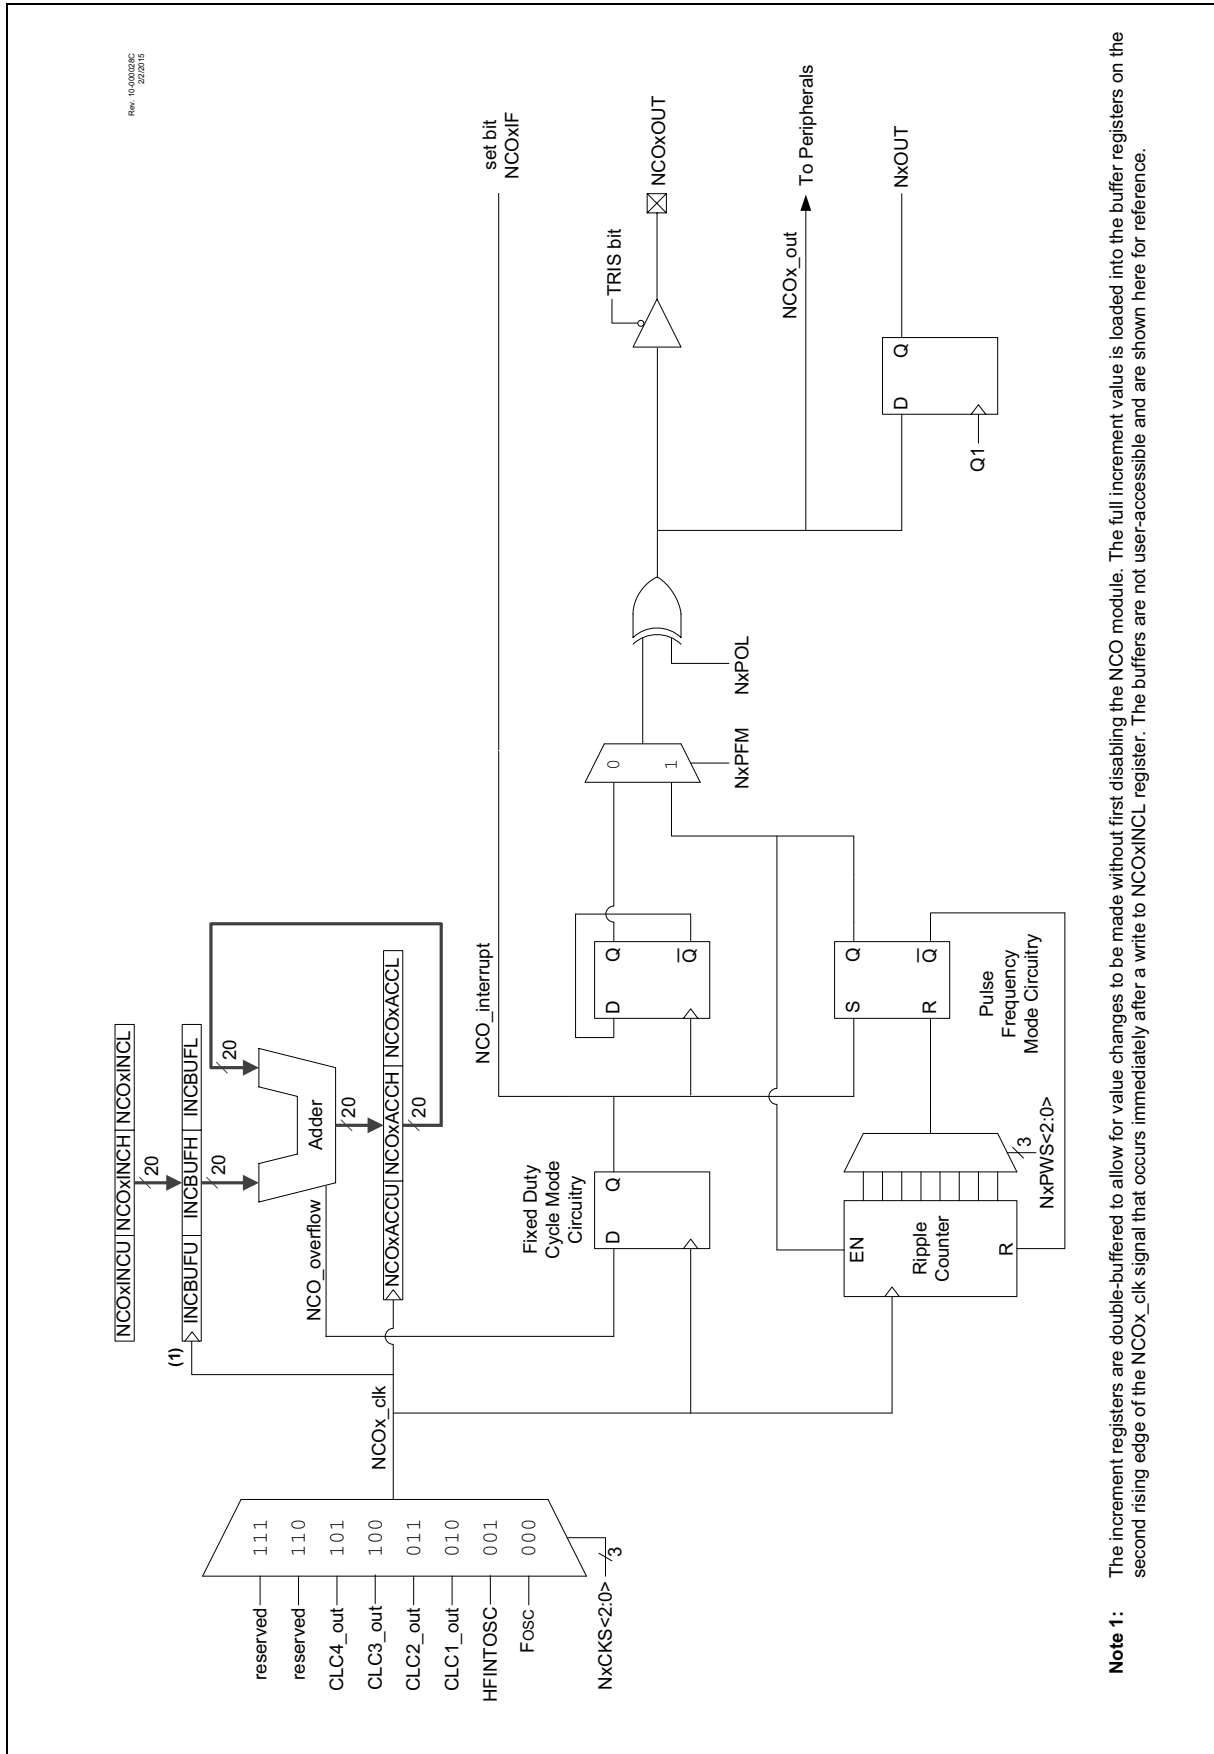 Rev. 10-000028C
2/2/2015
NCOxINCU NCOxINCH NCOxINCL
20
(1)
INCBUFU INCBUFH INCBUFL
20
20
Adder
NCO_overflow
20
NCOxACCU NCOxACCH NCOxACCL
20
NCOx_clk
reserved 111
reserved 110
CLC4_out 101
CLC3_out 100
CLC2_out 011
CLC1_out 010
HFINTOSC 001
FOSC 000
NxCKS<2:0> 3
NCO_interrupt
set bit
NCOxIF
Fixed Duty
Cycle Mode
Circuitry
D Q
D Q
Q
0
1
NxPFM
NxPOL
TRIS bit
NCOxOUT
NCOx_out
To Peripherals
D Q
Q1
NxOUT
EN
Ripple
Counter
R
NxPWS<2:0> 3
S Q
R Q
Pulse
Frequency
Mode Circuitry
Note 1: The increment registers are double-buffered to allow for value changes to be made without first disabling the NCO module. The full increment value is loaded into the buffer registers on the
second rising edge of the NCOx_clk signal that occurs immediately after a write to NCOxINCL register. The buffers are not user-accessible and are shown here for reference.